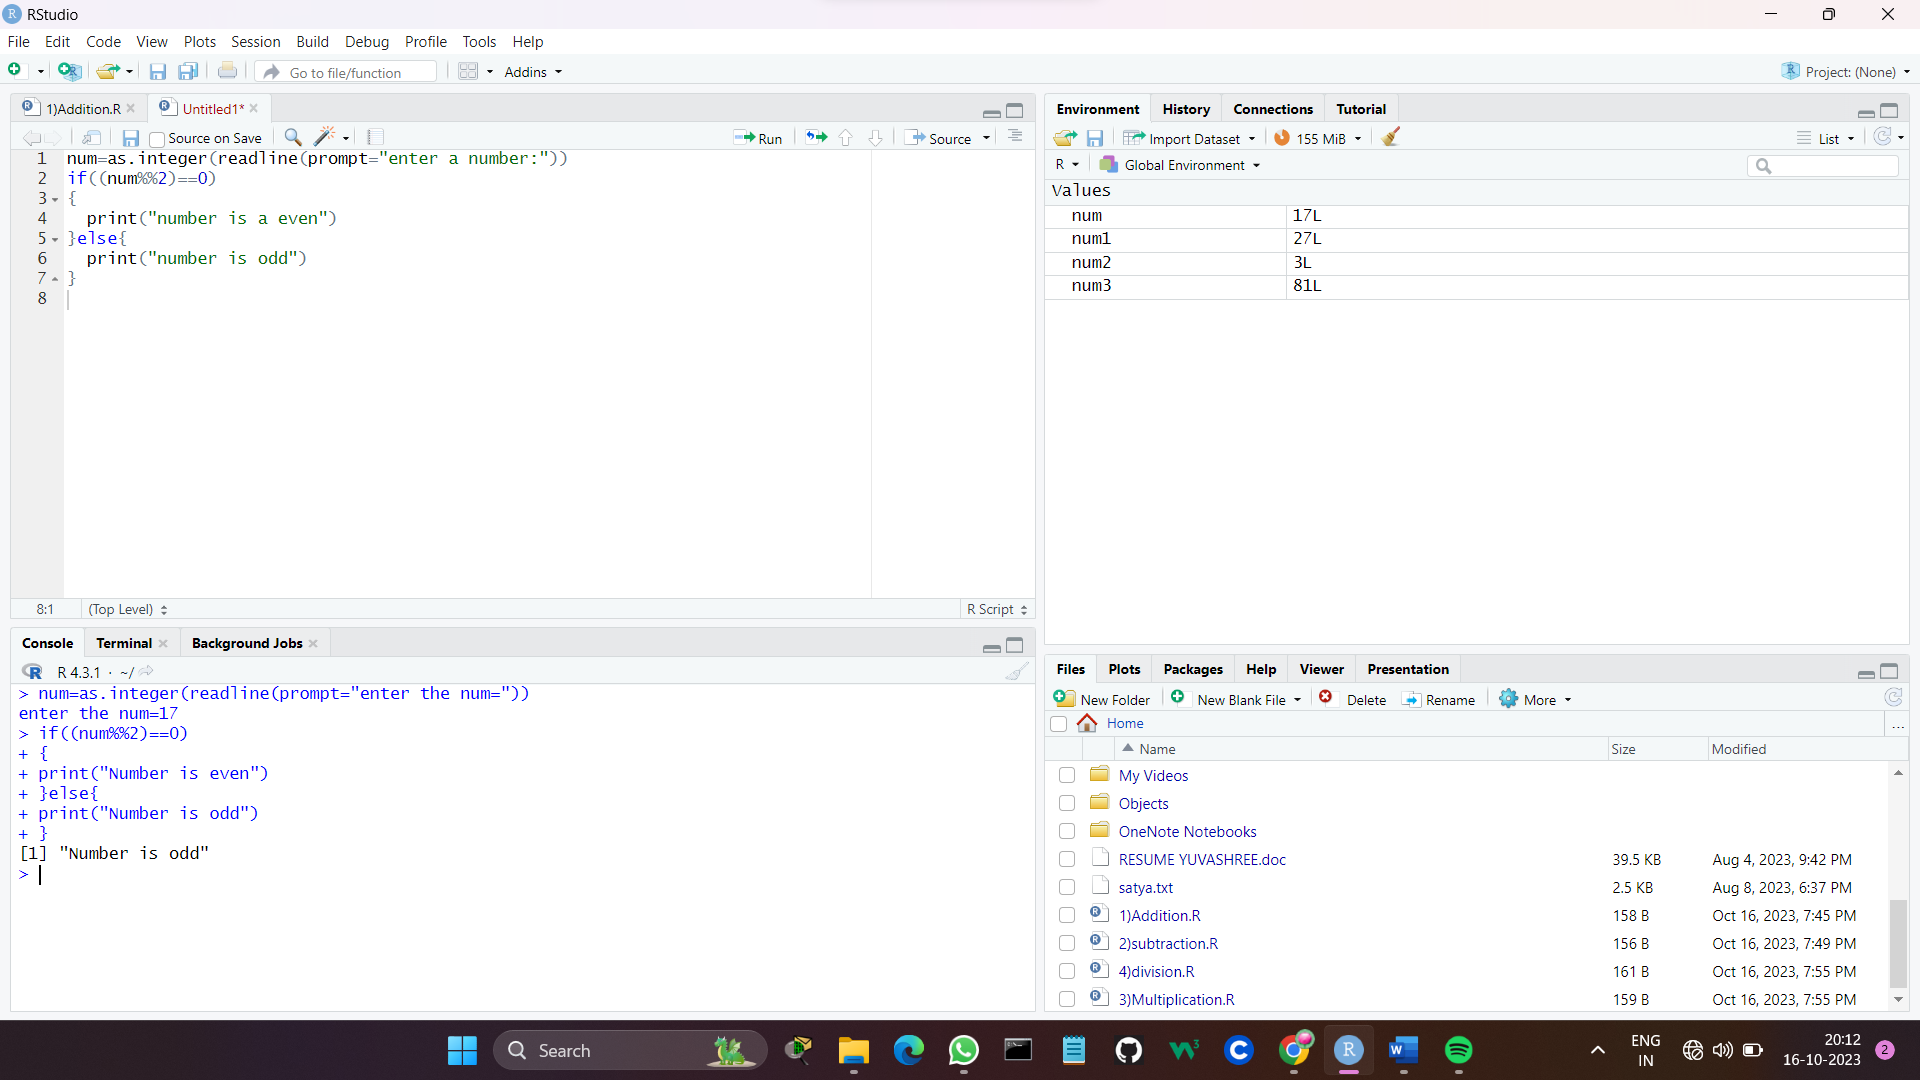 RStudio
File Edit Code View Plots Session Build Debug Profile Tools Help
Go to file/function Addins Project: (None)
1)Addition.R Untitled1*
Source on Save Run Source
1 num=as.integer(readline(prompt="enter a number:"))
2 if((num%%2)==0)
3 {
4 print("number is a even")
5 }else{
6 print("number is odd")
7 }
8
8:1 (Top Level) R Script
Console Terminal Background Jobs
R 4.3.1 · ~/
> num=as.integer(readline(prompt="enter the num="))
enter the num=17
> if((num%%2)==0)
+ {
+ print("Number is even")
+ }else{
+ print("Number is odd")
+ }
[1] "Number is odd"
>
Environment History Connections Tutorial
Import Dataset 155 MiB List
R Global Environment
Values
num 17L
num1 27L
num2 3L
num3 81L
Files Plots Packages Help Viewer Presentation
New Folder New Blank File Delete Rename More
Home ...
Name Size Modified
My Videos
Objects
OneNote Notebooks
RESUME YUVASHREE.doc 39.5 KB Aug 4, 2023, 9:42 PM
satya.txt 2.5 KB Aug 8, 2023, 6:37 PM
1)Addition.R 158 B Oct 16, 2023, 7:45 PM
2)subtraction.R 156 B Oct 16, 2023, 7:49 PM
4)division.R 161 B Oct 16, 2023, 7:55 PM
3)Multiplication.R 159 B Oct 16, 2023, 7:55 PM
Search
ENG
IN
20:12
16-10-2023
2